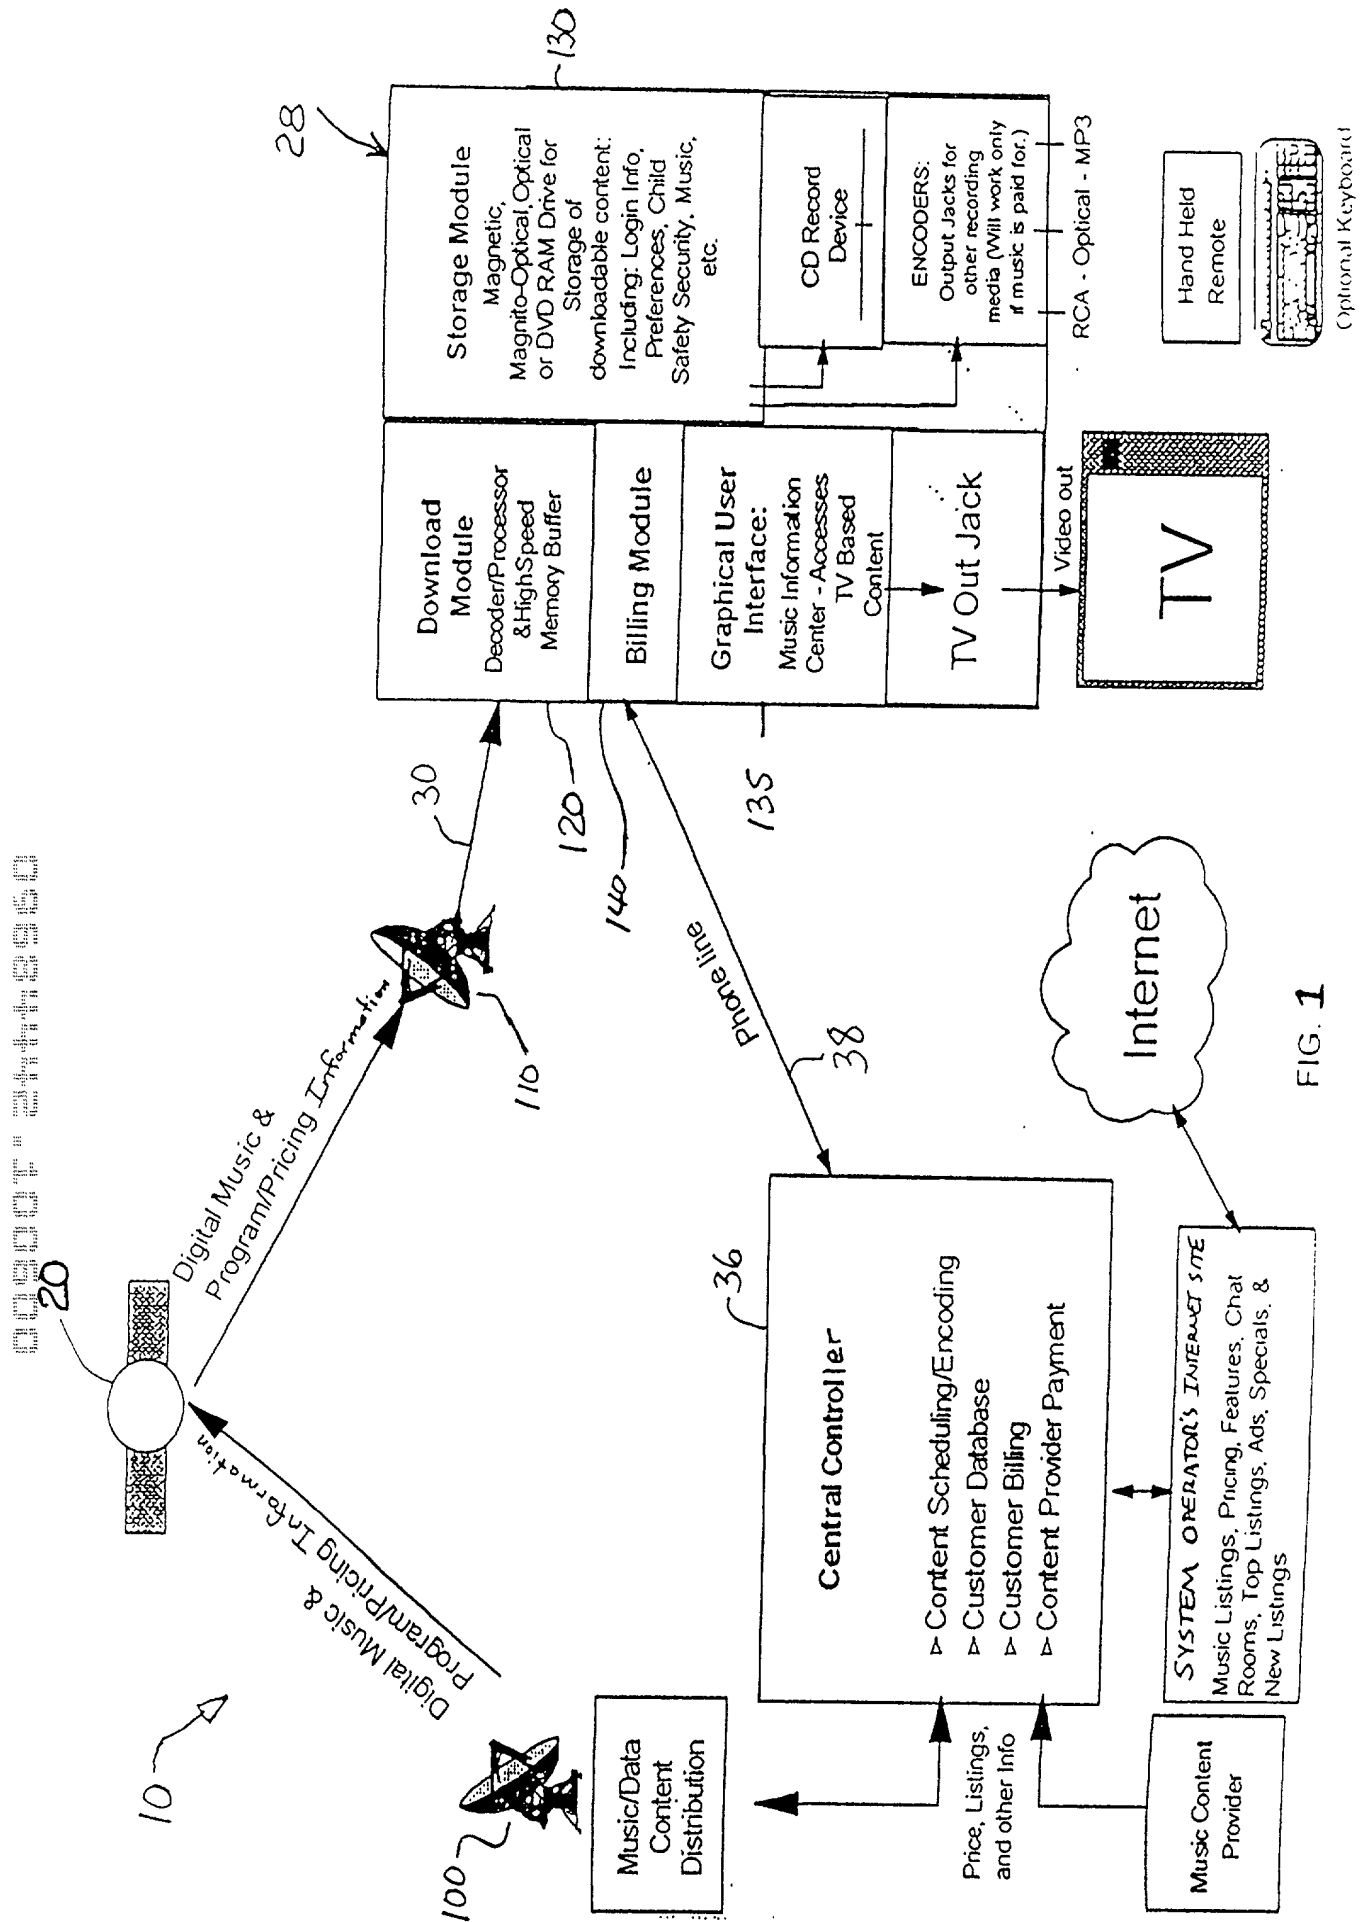 10
20
Digital Music &
Program/Pricing Information
Digital Music &
Program/Pricing Information
100
110
30
28
130
Music/Data
Content
Distribution
Download
Module
Decoder/Processor
&HighSpeed
Memory Buffer
120
140
Billing Module
Graphical User
Interface:
Music Information
Center - Accesses
TV Based
Content
135
TV Out Jack
Video out
TV
Storage Module
Magnetic,
Magnito-Optical, Optical
or DVD RAM Drive for
Storage of
downloadable content:
Including: Login Info,
Preferences, Child
Safety Security, Music,
etc.
CD Record
Device
ENCODERS:
Output Jacks for
other recording
media (Will work only
if music is paid for.)
RCA - Optical - MP3
Hand Held
Remote
Optional Keyboard
Phone line
38
36
Central Controller
▷ Content Scheduling/Encoding
▷ Customer Database
▷ Customer Billing
▷ Content Provider Payment
Price, Listings,
and other Info
Music Content
Provider
SYSTEM OPERATOR'S INTERNET SITE
Music Listings, Pricing, Features, Chat
Rooms, Top Listings, Ads, Specials, &
New Listings
Internet
FIG. 1